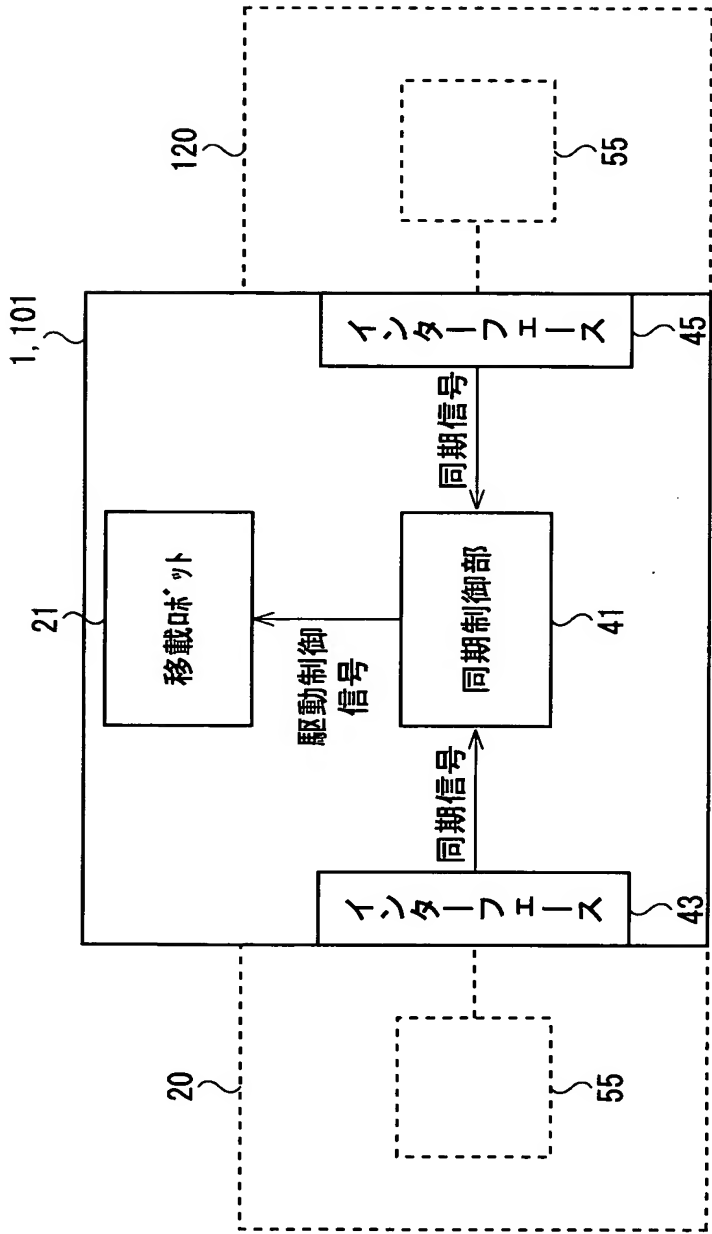 1, 101
120
20
21
移載ロボット
駆動制御
信号
インターフェース
同期信号
同期制御部
同期信号
インターフェース
43
41
45
55
55